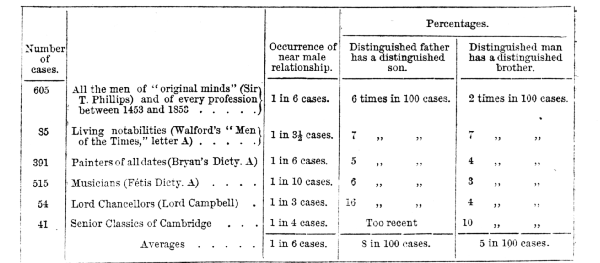 Percentages.
Number of cases. Occurrence of near male relationship. Distinguished father has a distinguished son. Distinguished man has a distinguished brother.
605 All the men of "original minds" (Sir T. Phillips) and of every profession between 1453 and 1853 . . . . . 1 in 6 cases. 6 times in 100 cases. 2 times in 100 cases.
85 Living notabilities (Walford's "Men of the Times," letter A) . . . . . 1 in 3½ cases. 7 ,, ,, 7 ,, ,,
391 Painters of all dates (Bryan's Dicty. A) 1 in 6 cases. 5 ,, ,, 4 ,, ,,
515 Musicians (Fétis Dicty. A) . . . . 1 in 10 cases. 6 ,, ,, 3 ,, ,,
54 Lord Chancellors (Lord Campbell) . 1 in 3 cases. 16 ,, ,, 4 ,, ,,
41 Senior Classics of Cambridge . . . 1 in 4 cases. Too recent 10 ,, ,,
Averages . . . . . 1 in 6 cases. 8 in 100 cases. 5 in 100 cases.